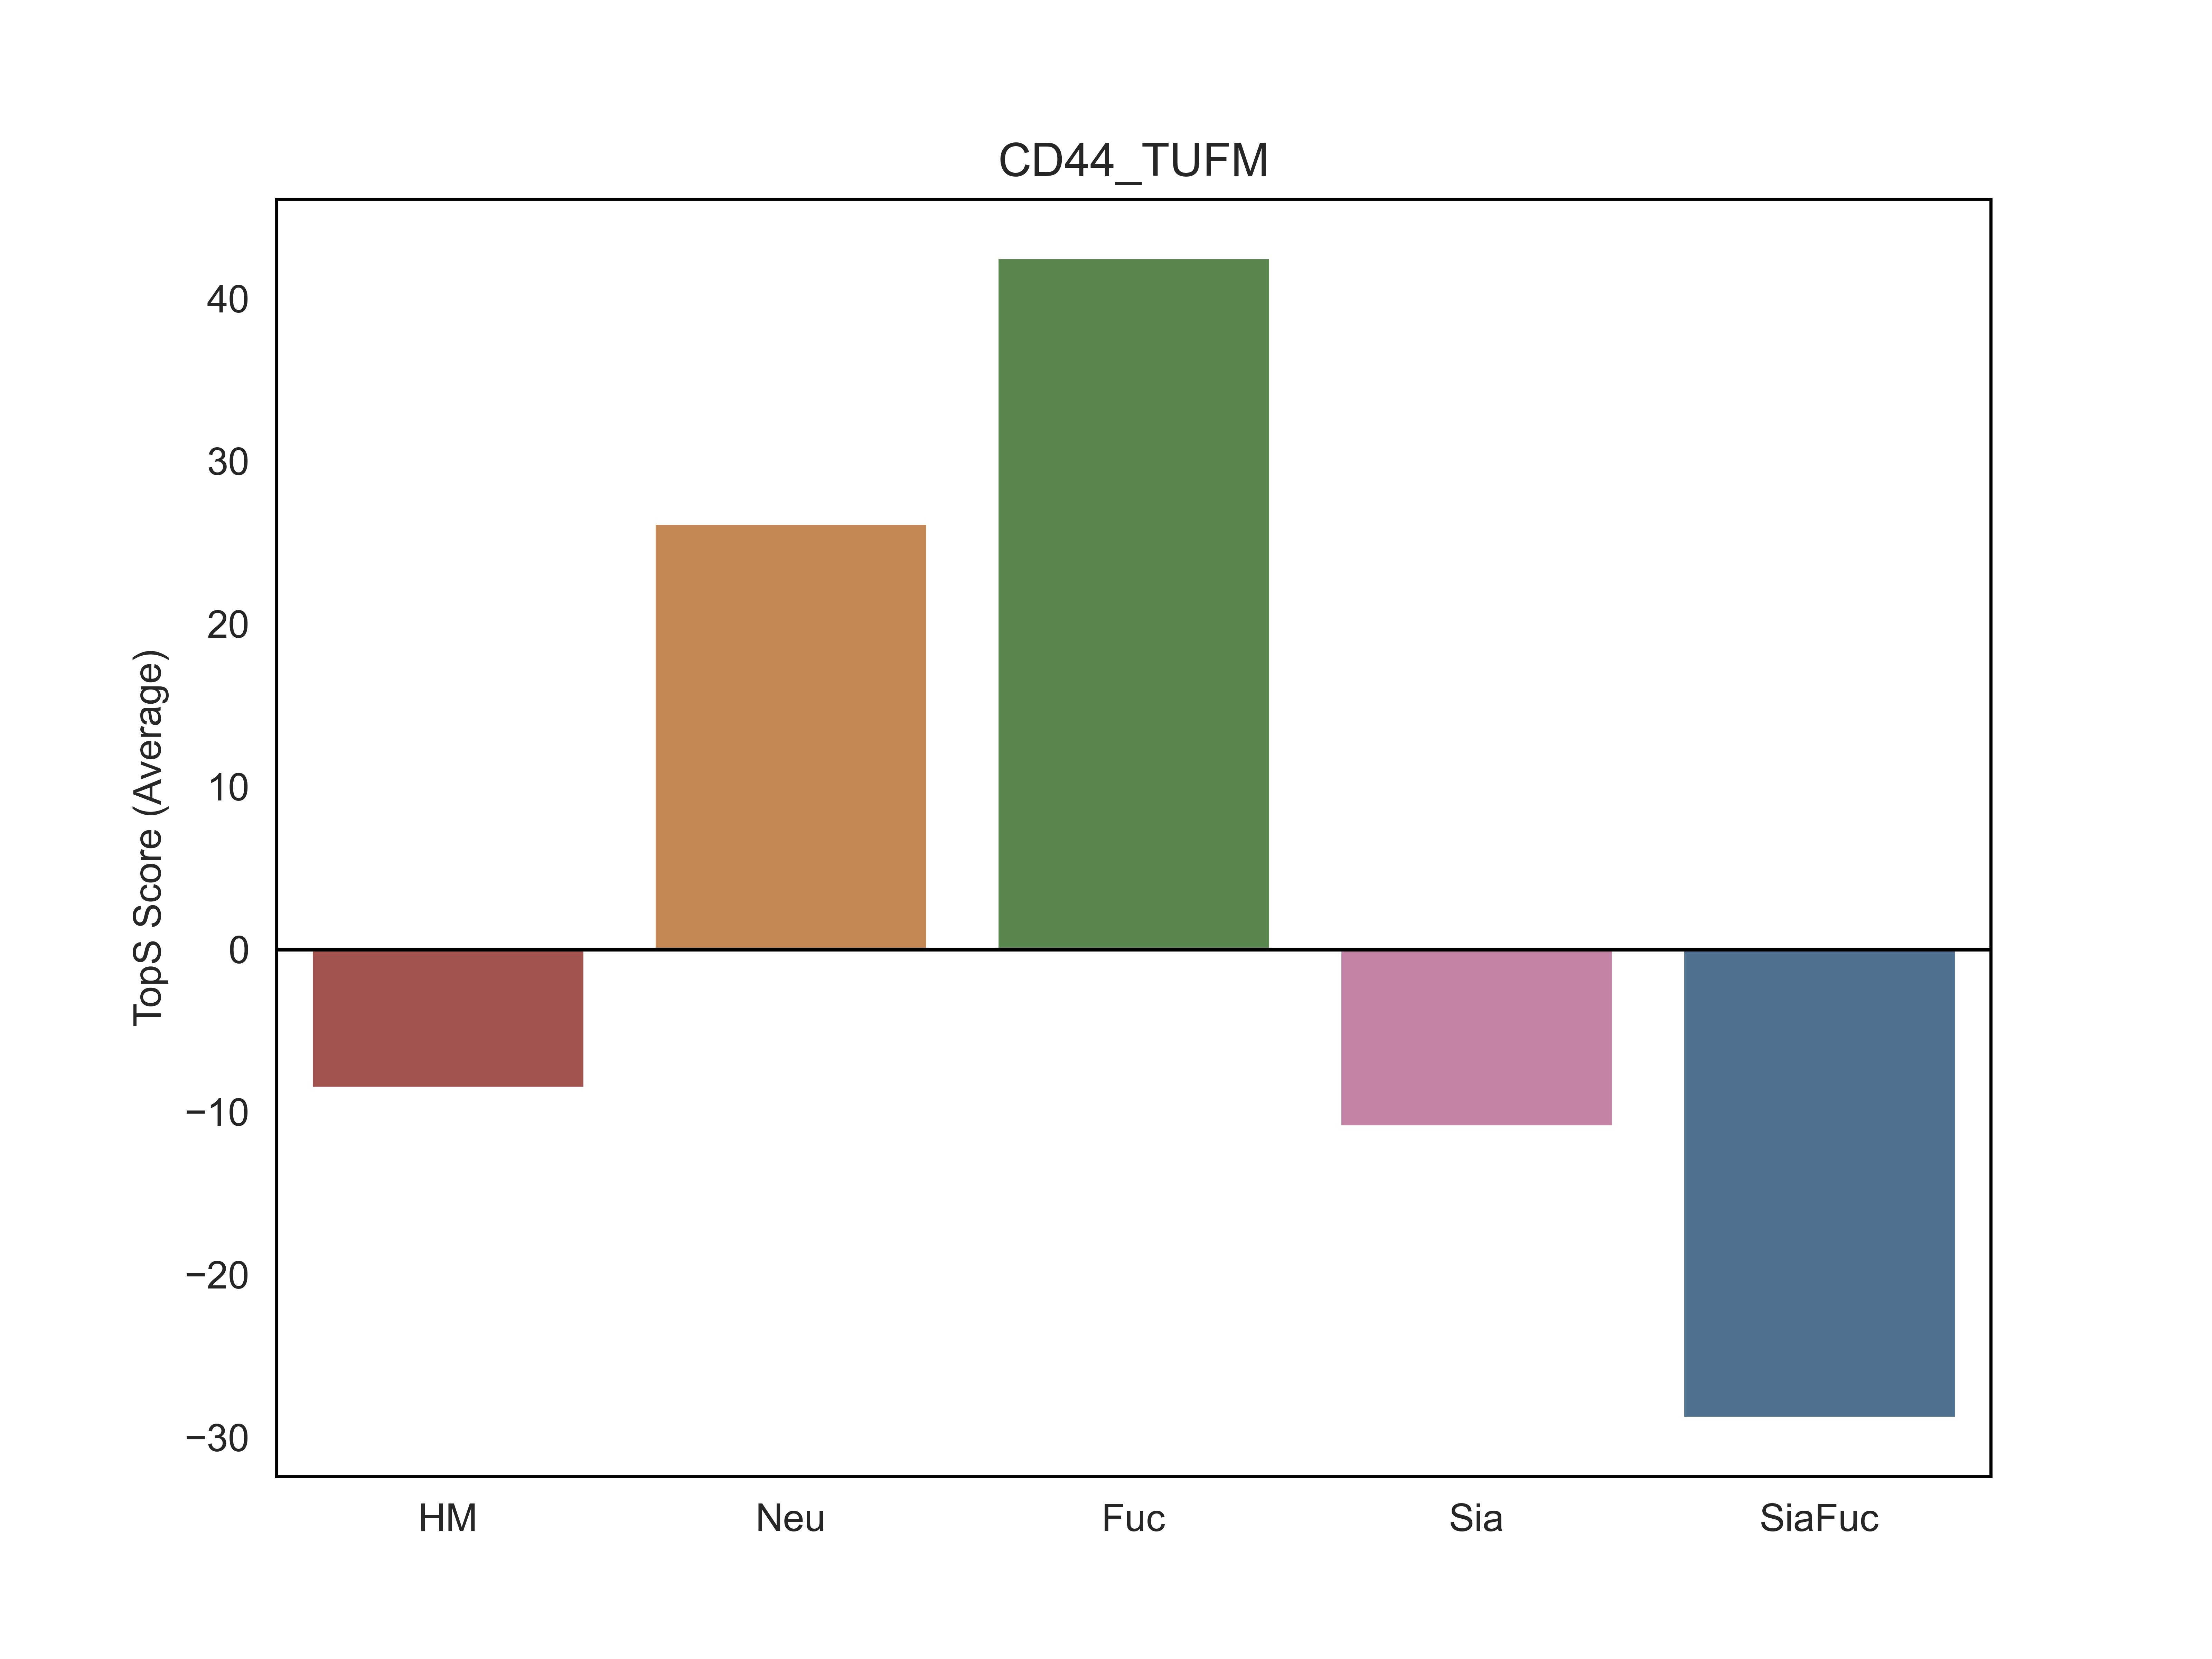 CD44_TUFM
TopS Score (Average)
40
30
20
10
0
−10
−20
−30
HM
Neu
Fuc
Sia
SiaFuc